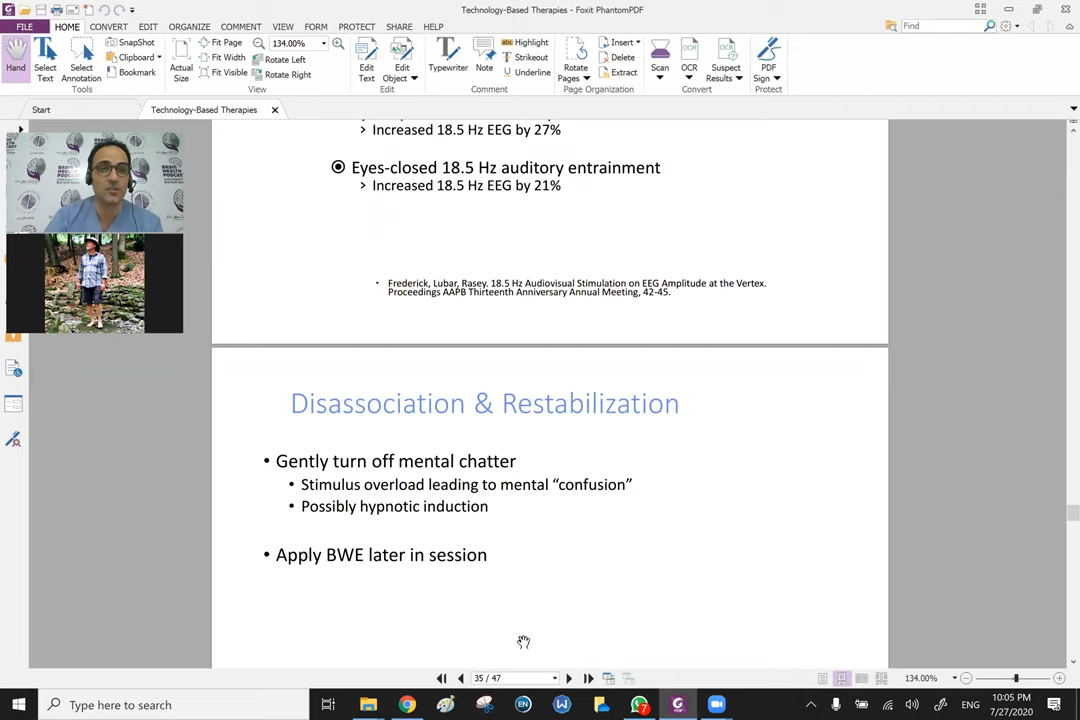 Technology-Based Therapies - Foxit PhantomPDF
FILE HOME CONVERT EDIT ORGANIZE COMMENT VIEW FORM PROTECT SHARE HELP
Find
Hand
Select Text
Select Annotation
SnapShot
Clipboard
Bookmark
Tools
Actual Size
Fit Page
Fit Width
Fit Visible
134.00%
Rotate Left
Rotate Right
View
Edit Text
Edit Object
Edit
Typewriter
Note
Highlight
Strikeout
Underline
Comment
Rotate Pages
Insert
Delete
Extract
Page Organization
Scan
OCR
Suspect Results
Convert
PDF Sign
Protect
Start
Technology-Based Therapies
> Increased 18.5 Hz EEG by 27%
Eyes-closed 18.5 Hz auditory entrainment
> Increased 18.5 Hz EEG by 21%
• Frederick, Lubar, Rasey. 18.5 Hz Audiovisual Stimulation on EEG Amplitude at the Vertex.
Proceedings AAPB Thirteenth Anniversary Annual Meeting, 42-45.
Disassociation & Restabilization
• Gently turn off mental chatter
• Stimulus overload leading to mental “confusion”
• Possibly hypnotic induction
• Apply BWE later in session
35 / 47
134.00%
Type here to search
ENG
10:05 PM
7/27/2020